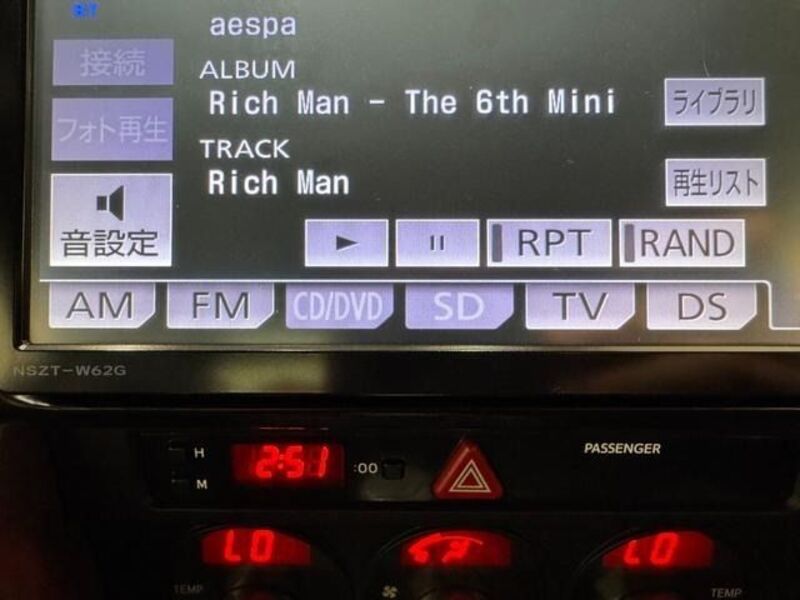 aespa
接続
ALBUM
Rich Man - The 6th Mini
ライブラリ
フォト再生
TRACK
Rich Man
再生リスト
音設定
RPT
RAND
AM
FM
CD/DVD
SD
TV
DS
NSZT-W62G
H
M
2:51
:00
PASSENGER
LO
LO
TEMP
TEMP